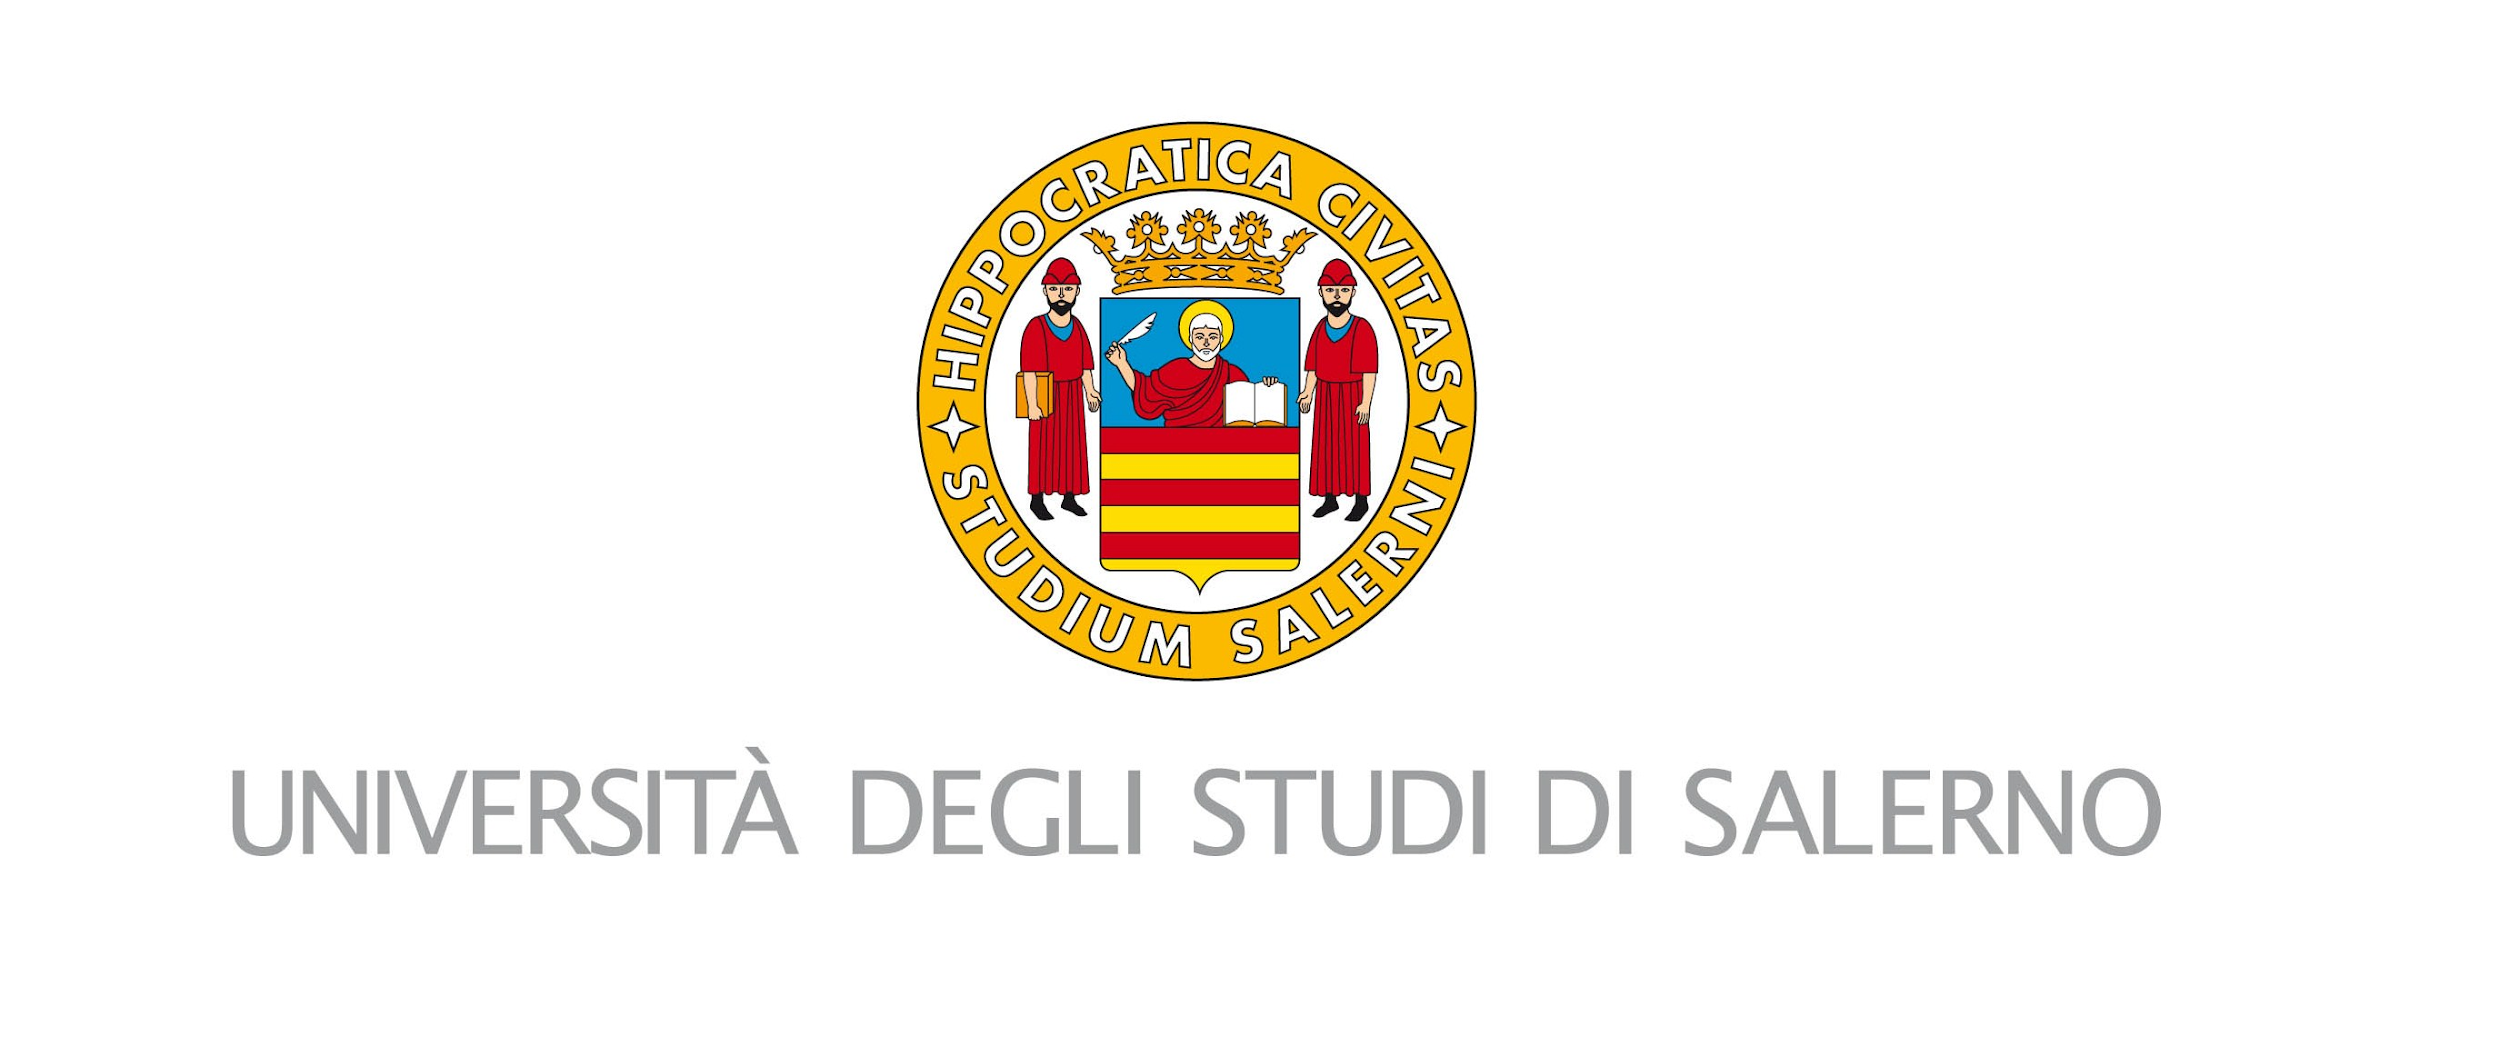 HIPPOCRATICA CIVITAS
STUDIUM SALERNI
UNIVERSITÀ DEGLI STUDI DI SALERNO